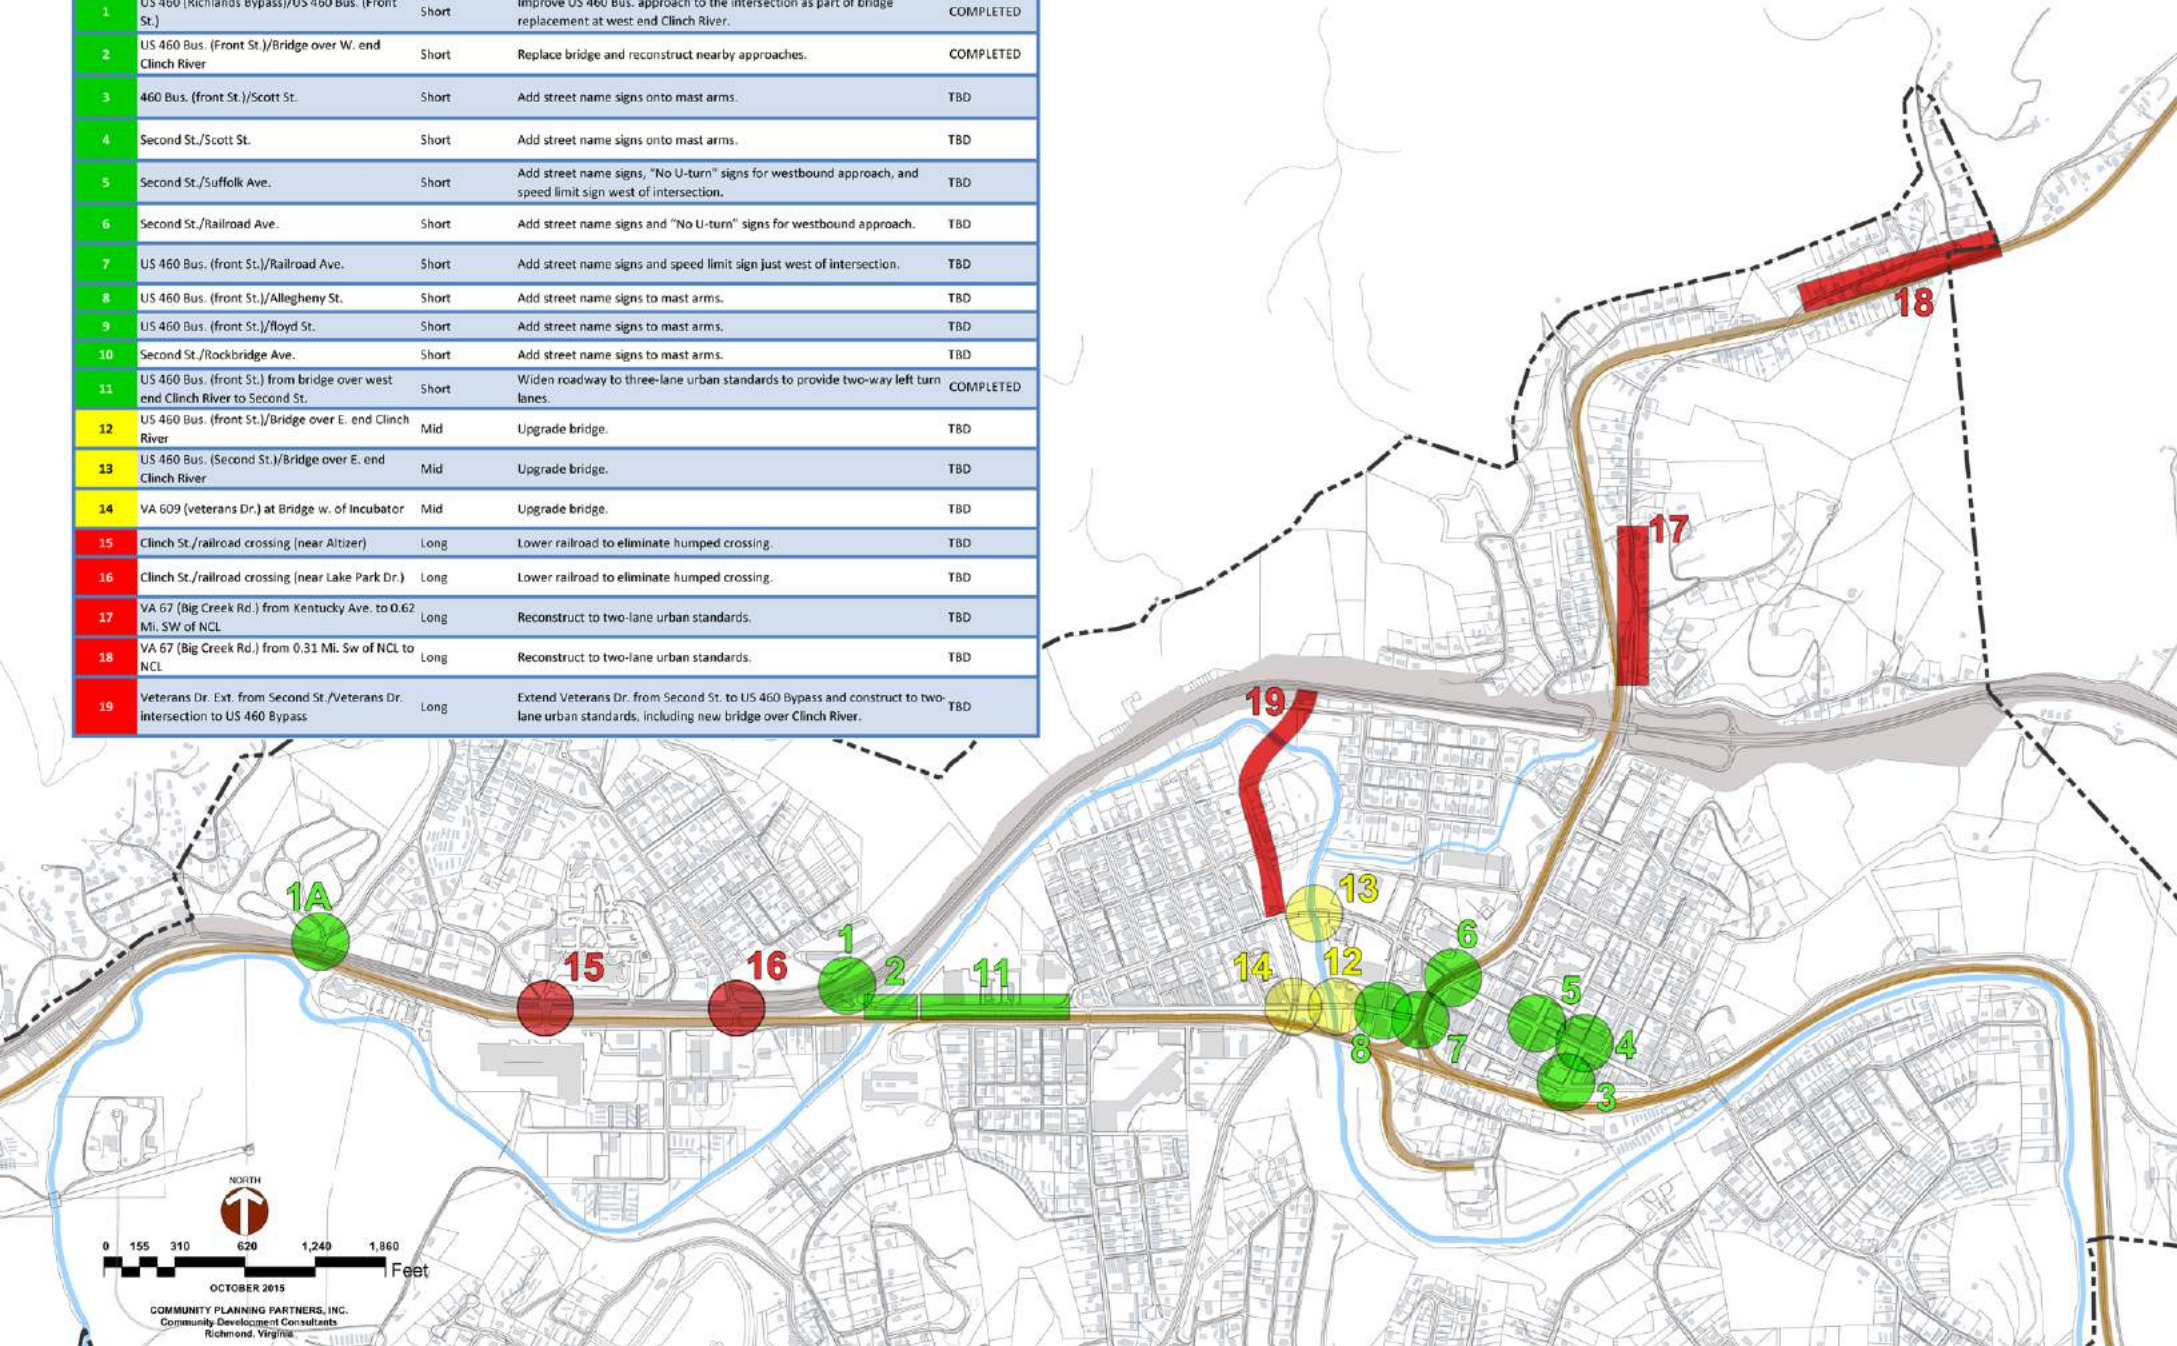 1 US 460 (Richlands Bypass)/US 460 Bus. (Front St.) Short Improve US 460 Bus. approach to the intersection as part of bridge replacement at west end Clinch River. COMPLETED
2 US 460 Bus. (Front St.)/Bridge over W. end Clinch River Short Replace bridge and reconstruct nearby approaches. COMPLETED
3 460 Bus. (front St.)/Scott St. Short Add street name signs onto mast arms. TBD
4 Second St./Scott St. Short Add street name signs onto mast arms. TBD
5 Second St./Suffolk Ave. Short Add street name signs, "No U-turn" signs for westbound approach, and speed limit sign west of intersection. TBD
6 Second St./Railroad Ave. Short Add street name signs and "No U-turn" signs for westbound approach. TBD
7 US 460 Bus. (front St.)/Railroad Ave. Short Add street name signs and speed limit sign just west of intersection. TBD
8 US 460 Bus. (front St.)/Allegheny St. Short Add street name signs to mast arms. TBD
9 US 460 Bus. (front St.)/floyd St. Short Add street name signs to mast arms. TBD
10 Second St./Rockbridge Ave. Short Add street name signs to mast arms. TBD
11 US 460 Bus. (front St.) from bridge over west end Clinch River to Second St. Short Widen roadway to three-lane urban standards to provide two-way left turn lanes. COMPLETED
12 US 460 Bus. (front St.)/Bridge over E. end Clinch River Mid Upgrade bridge. TBD
13 US 460 Bus. (Second St.)/Bridge over E. end Clinch River Mid Upgrade bridge. TBD
14 VA 609 (veterans Dr.) at Bridge w. of Incubator Mid Upgrade bridge. TBD
15 Clinch St./railroad crossing (near Altizer) Long Lower railroad to eliminate humped crossing. TBD
16 Clinch St./railroad crossing (near Lake Park Dr.) Long Lower railroad to eliminate humped crossing. TBD
17 VA 67 (Big Creek Rd.) from Kentucky Ave. to 0.62 Mi. SW of NCL Long Reconstruct to two-lane urban standards. TBD
18 VA 67 (Big Creek Rd.) from 0.31 Mi. Sw of NCL to NCL Long Reconstruct to two-lane urban standards. TBD
19 Veterans Dr. Ext. from Second St./Veterans Dr. intersection to US 460 Bypass Long Extend Veterans Dr. from Second St. to US 460 Bypass and construct to two-lane urban standards, including new bridge over Clinch River. TBD
18
17
19
1A
13
1
6
15
16
2
11
14
12
5
8
7
4
3
NORTH
0 155 310 620 1,240 1,860
Feet
OCTOBER 2015
COMMUNITY PLANNING PARTNERS, INC.
Community Development Consultants
Richmond, Virginia